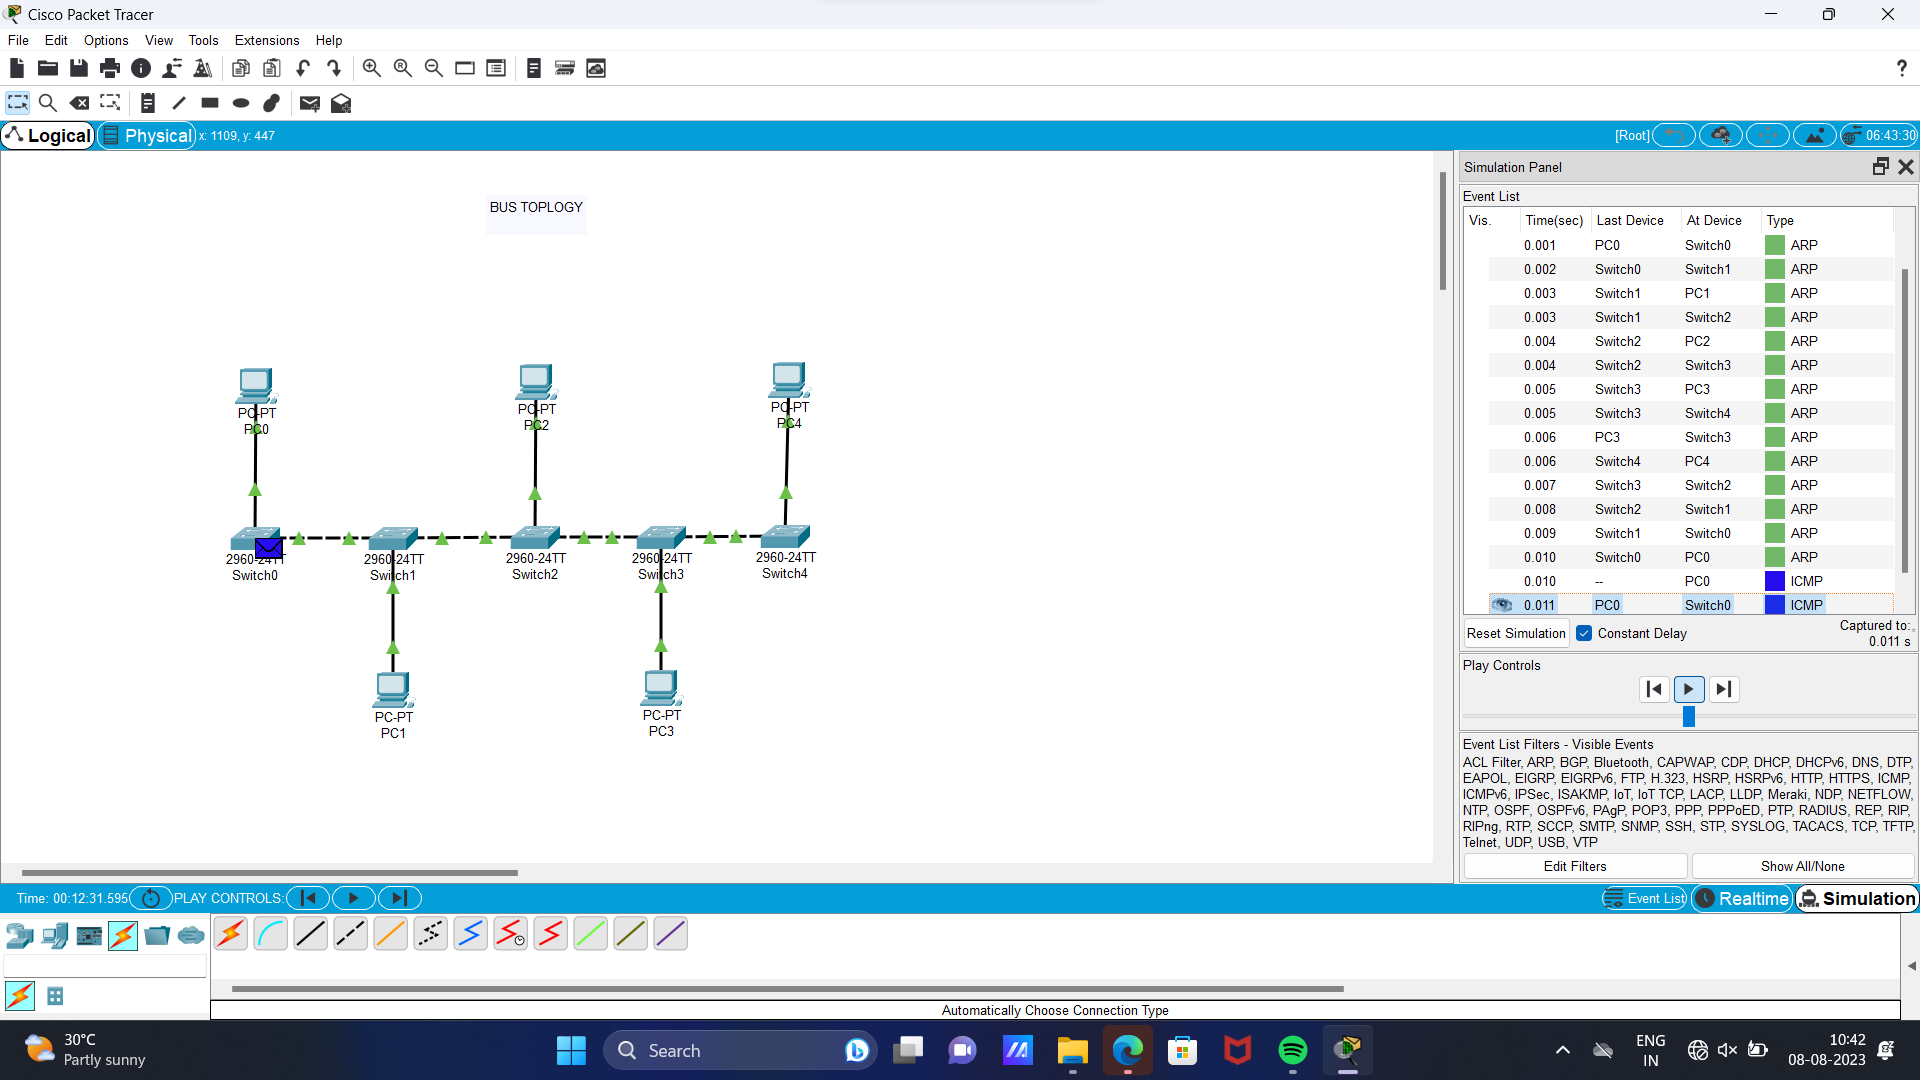 Cisco Packet Tracer
File Edit Options View Tools Extensions Help
Logical Physical x: 1109, y: 447 [Root] 06:43:30
BUS TOPLOGY
PC-PT
PC0
PC-PT
PC2
PC-PT
PC4
2960-24TT
Switch0
2960-24TT
Switch1
2960-24TT
Switch2
2960-24TT
Switch3
2960-24TT
Switch4
PC-PT
PC1
PC-PT
PC3
Simulation Panel
Event List
Vis. Time(sec) Last Device At Device Type
0.001 PC0 Switch0 ARP
0.002 Switch0 Switch1 ARP
0.003 Switch1 PC1 ARP
0.003 Switch1 Switch2 ARP
0.004 Switch2 PC2 ARP
0.004 Switch2 Switch3 ARP
0.005 Switch3 PC3 ARP
0.005 Switch3 Switch4 ARP
0.006 PC3 Switch3 ARP
0.006 Switch4 PC4 ARP
0.007 Switch3 Switch2 ARP
0.008 Switch2 Switch1 ARP
0.009 Switch1 Switch0 ARP
0.010 Switch0 PC0 ARP
0.010 -- PC0 ICMP
0.011 PC0 Switch0 ICMP
Reset Simulation Constant Delay Captured to:
0.011 s
Play Controls
Event List Filters - Visible Events
ACL Filter, ARP, BGP, Bluetooth, CAPWAP, CDP, DHCP, DHCPv6, DNS, DTP,
EAPOL, EIGRP, EIGRPv6, FTP, H.323, HSRP, HSRPv6, HTTP, HTTPS, ICMP,
ICMPv6, IPSec, ISAKMP, IoT, IoT TCP, LACP, LLDP, Meraki, NDP, NETFLOW,
NTP, OSPF, OSPFv6, PAgP, POP3, PPP, PPPoED, PTP, RADIUS, REP, RIP,
RIPng, RTP, SCCP, SMTP, SNMP, SSH, STP, SYSLOG, TACACS, TCP, TFTP,
Telnet, UDP, USB, VTP
Edit Filters Show All/None
Time: 00:12:31.595 PLAY CONTROLS: Event List Realtime Simulation
Automatically Choose Connection Type
30°C
Partly sunny
Search
ENG
IN
10:42
08-08-2023